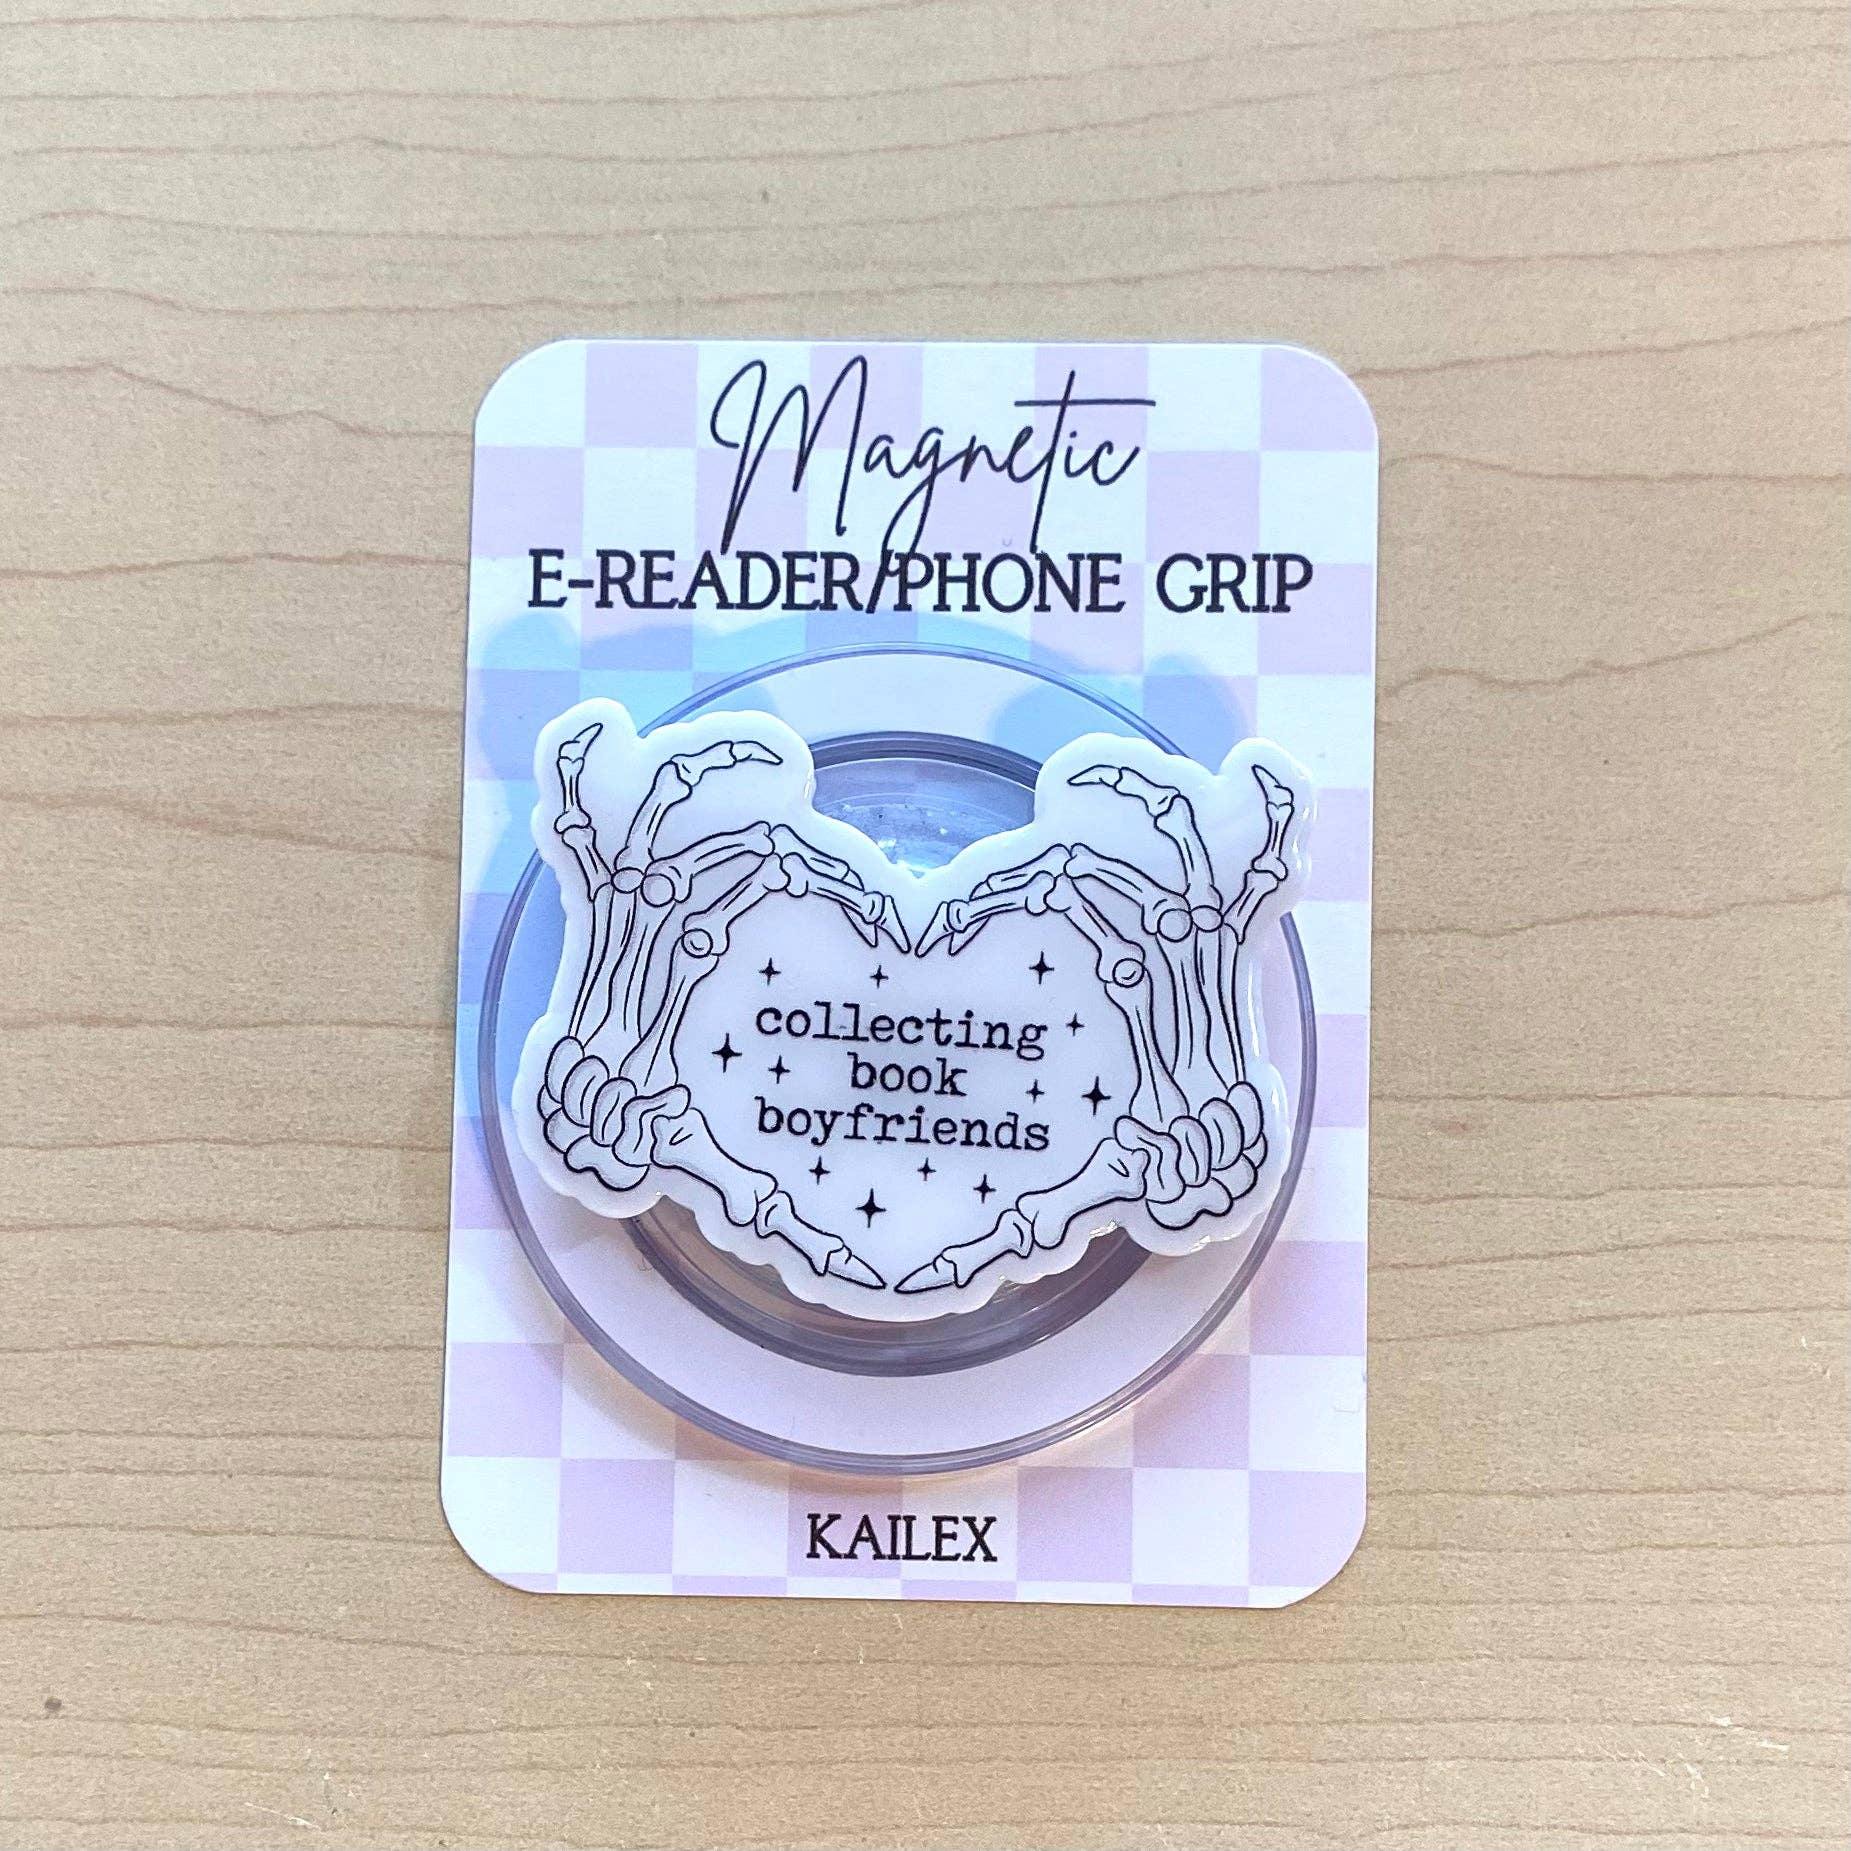 Magnetic
E-READER/PHONE GRIP
collecting
book
boyfriends
KAILEX